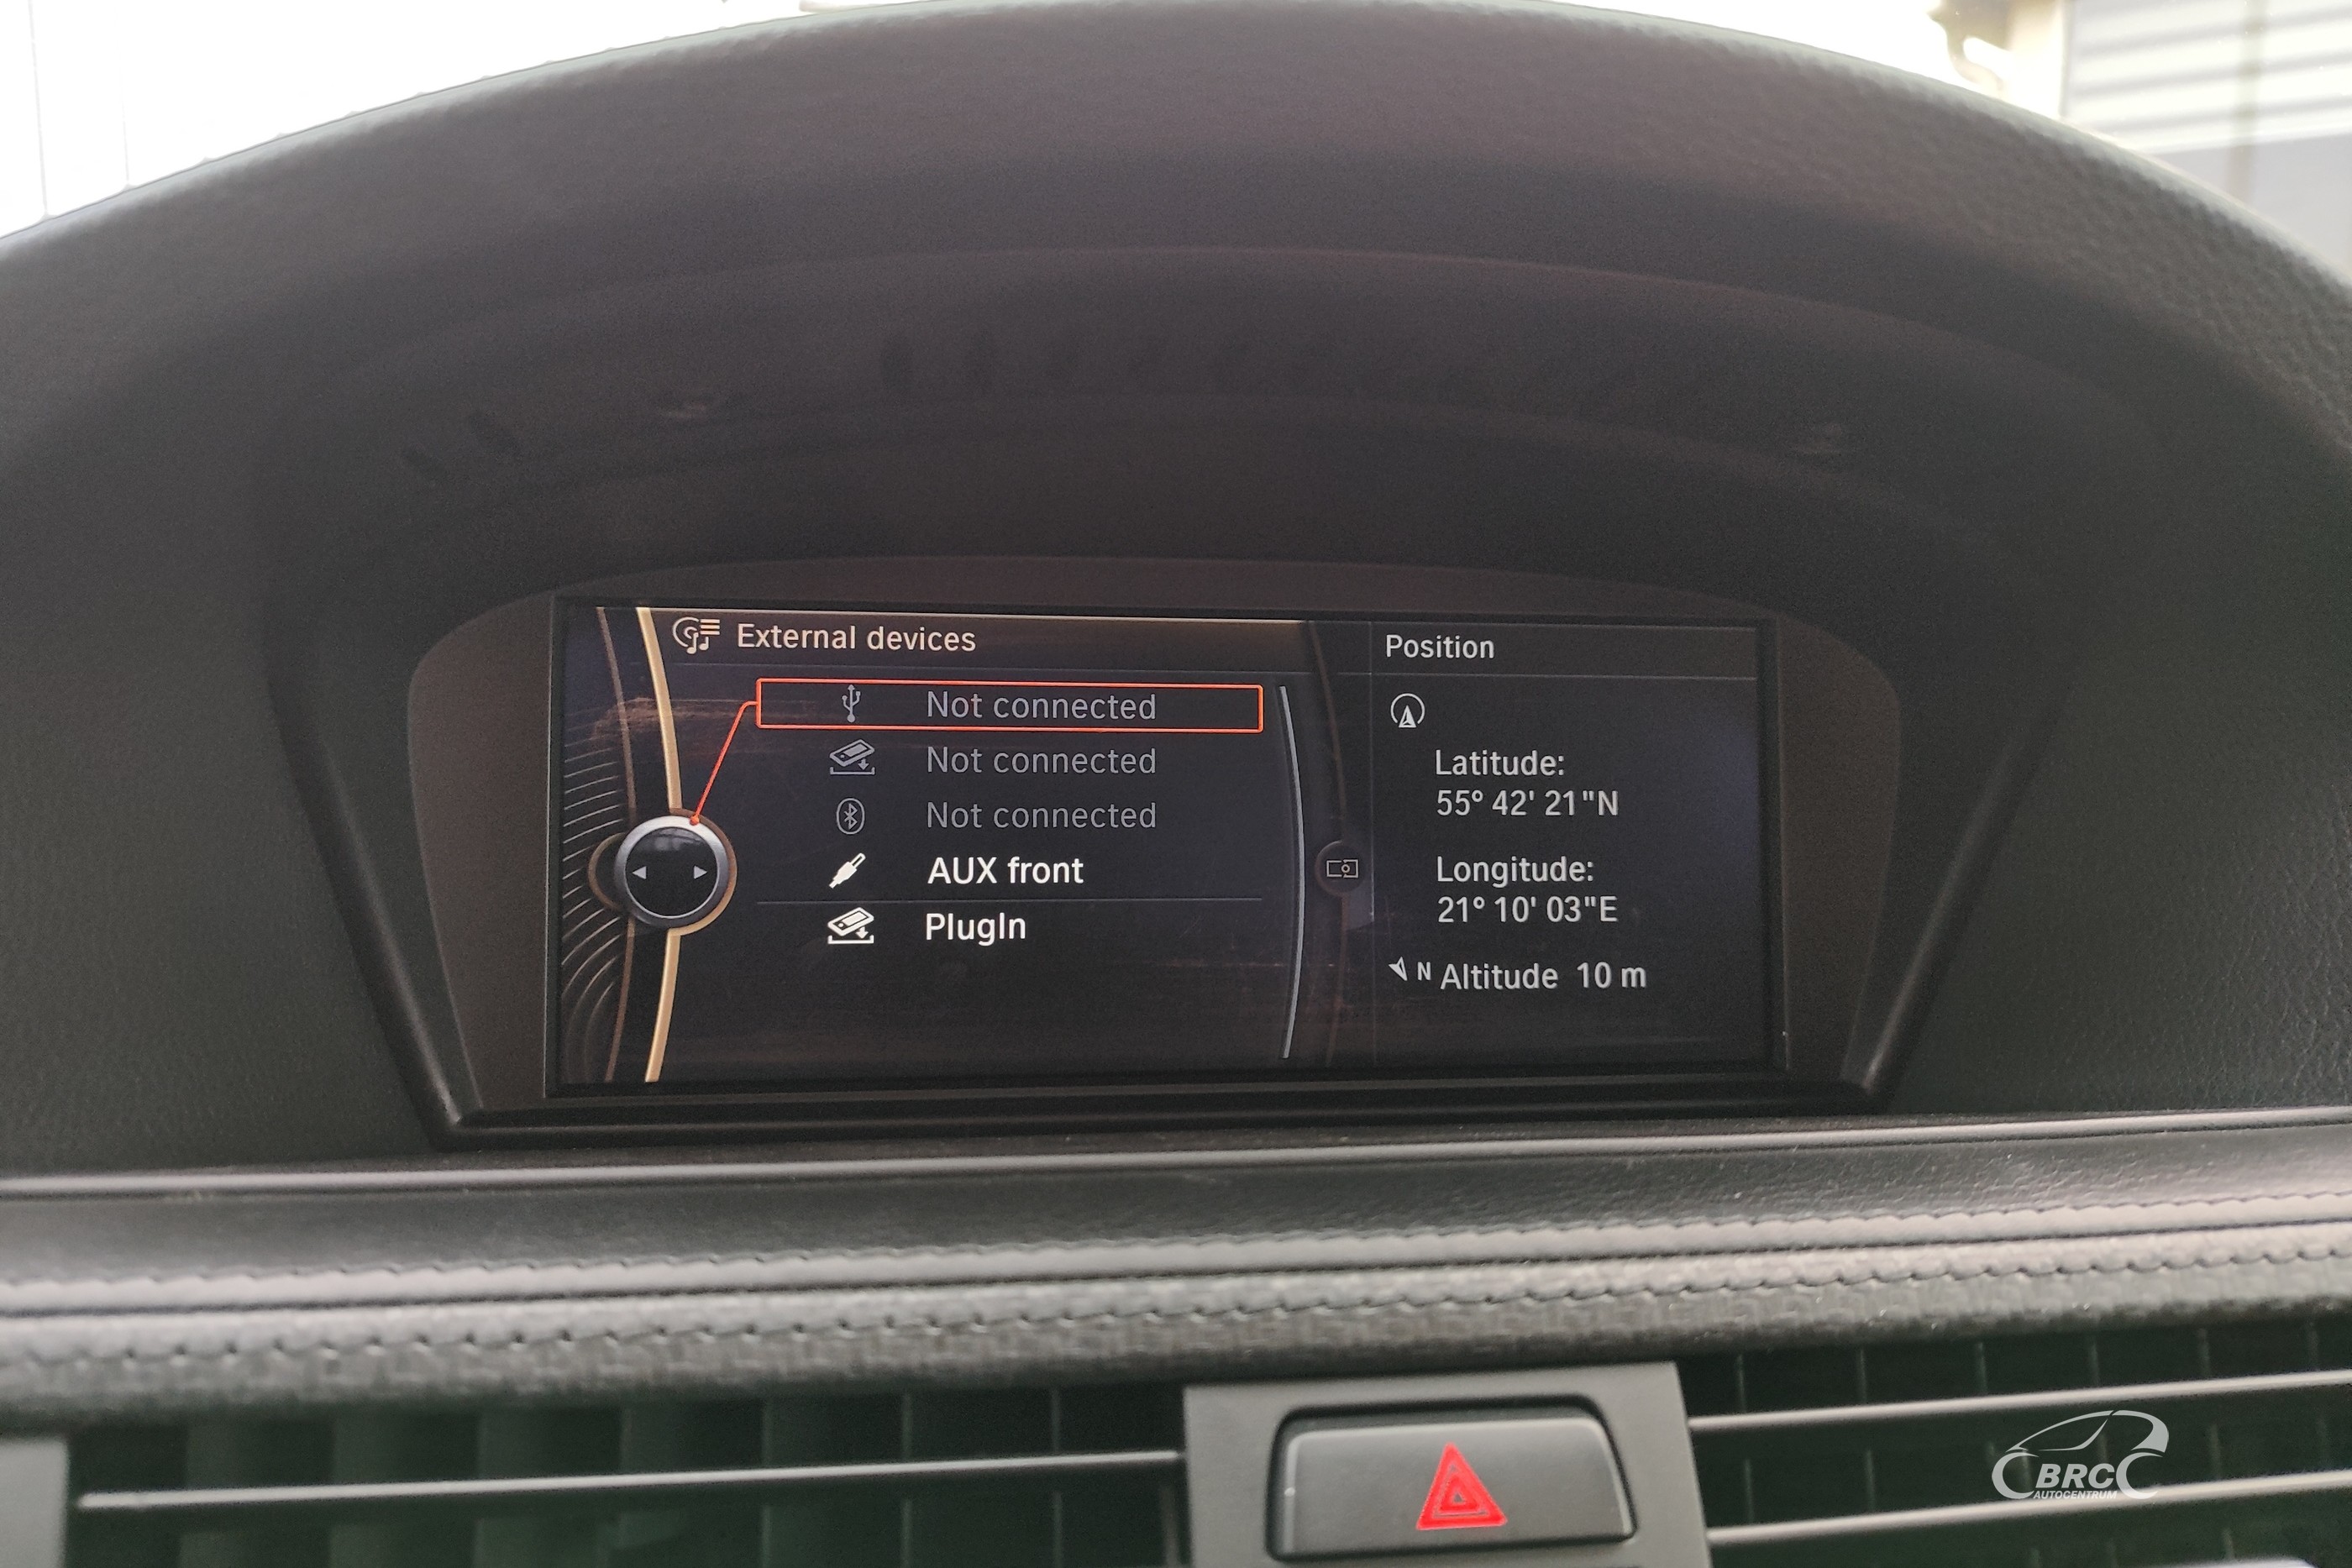 External devices
Not connected
Not connected
Not connected
AUX front
PlugIn
Position
Latitude:
55° 42' 21"N
Longitude:
21° 10' 03"E
N Altitude 10 m
BRC
AUTOCENTRUM